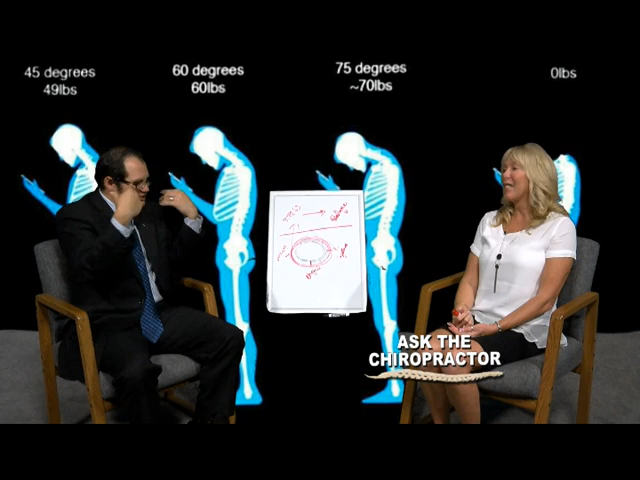 45 degrees
49lbs
60 degrees
60lbs
75 degrees
~70lbs
0lbs
ASK THE
CHIROPRACTOR